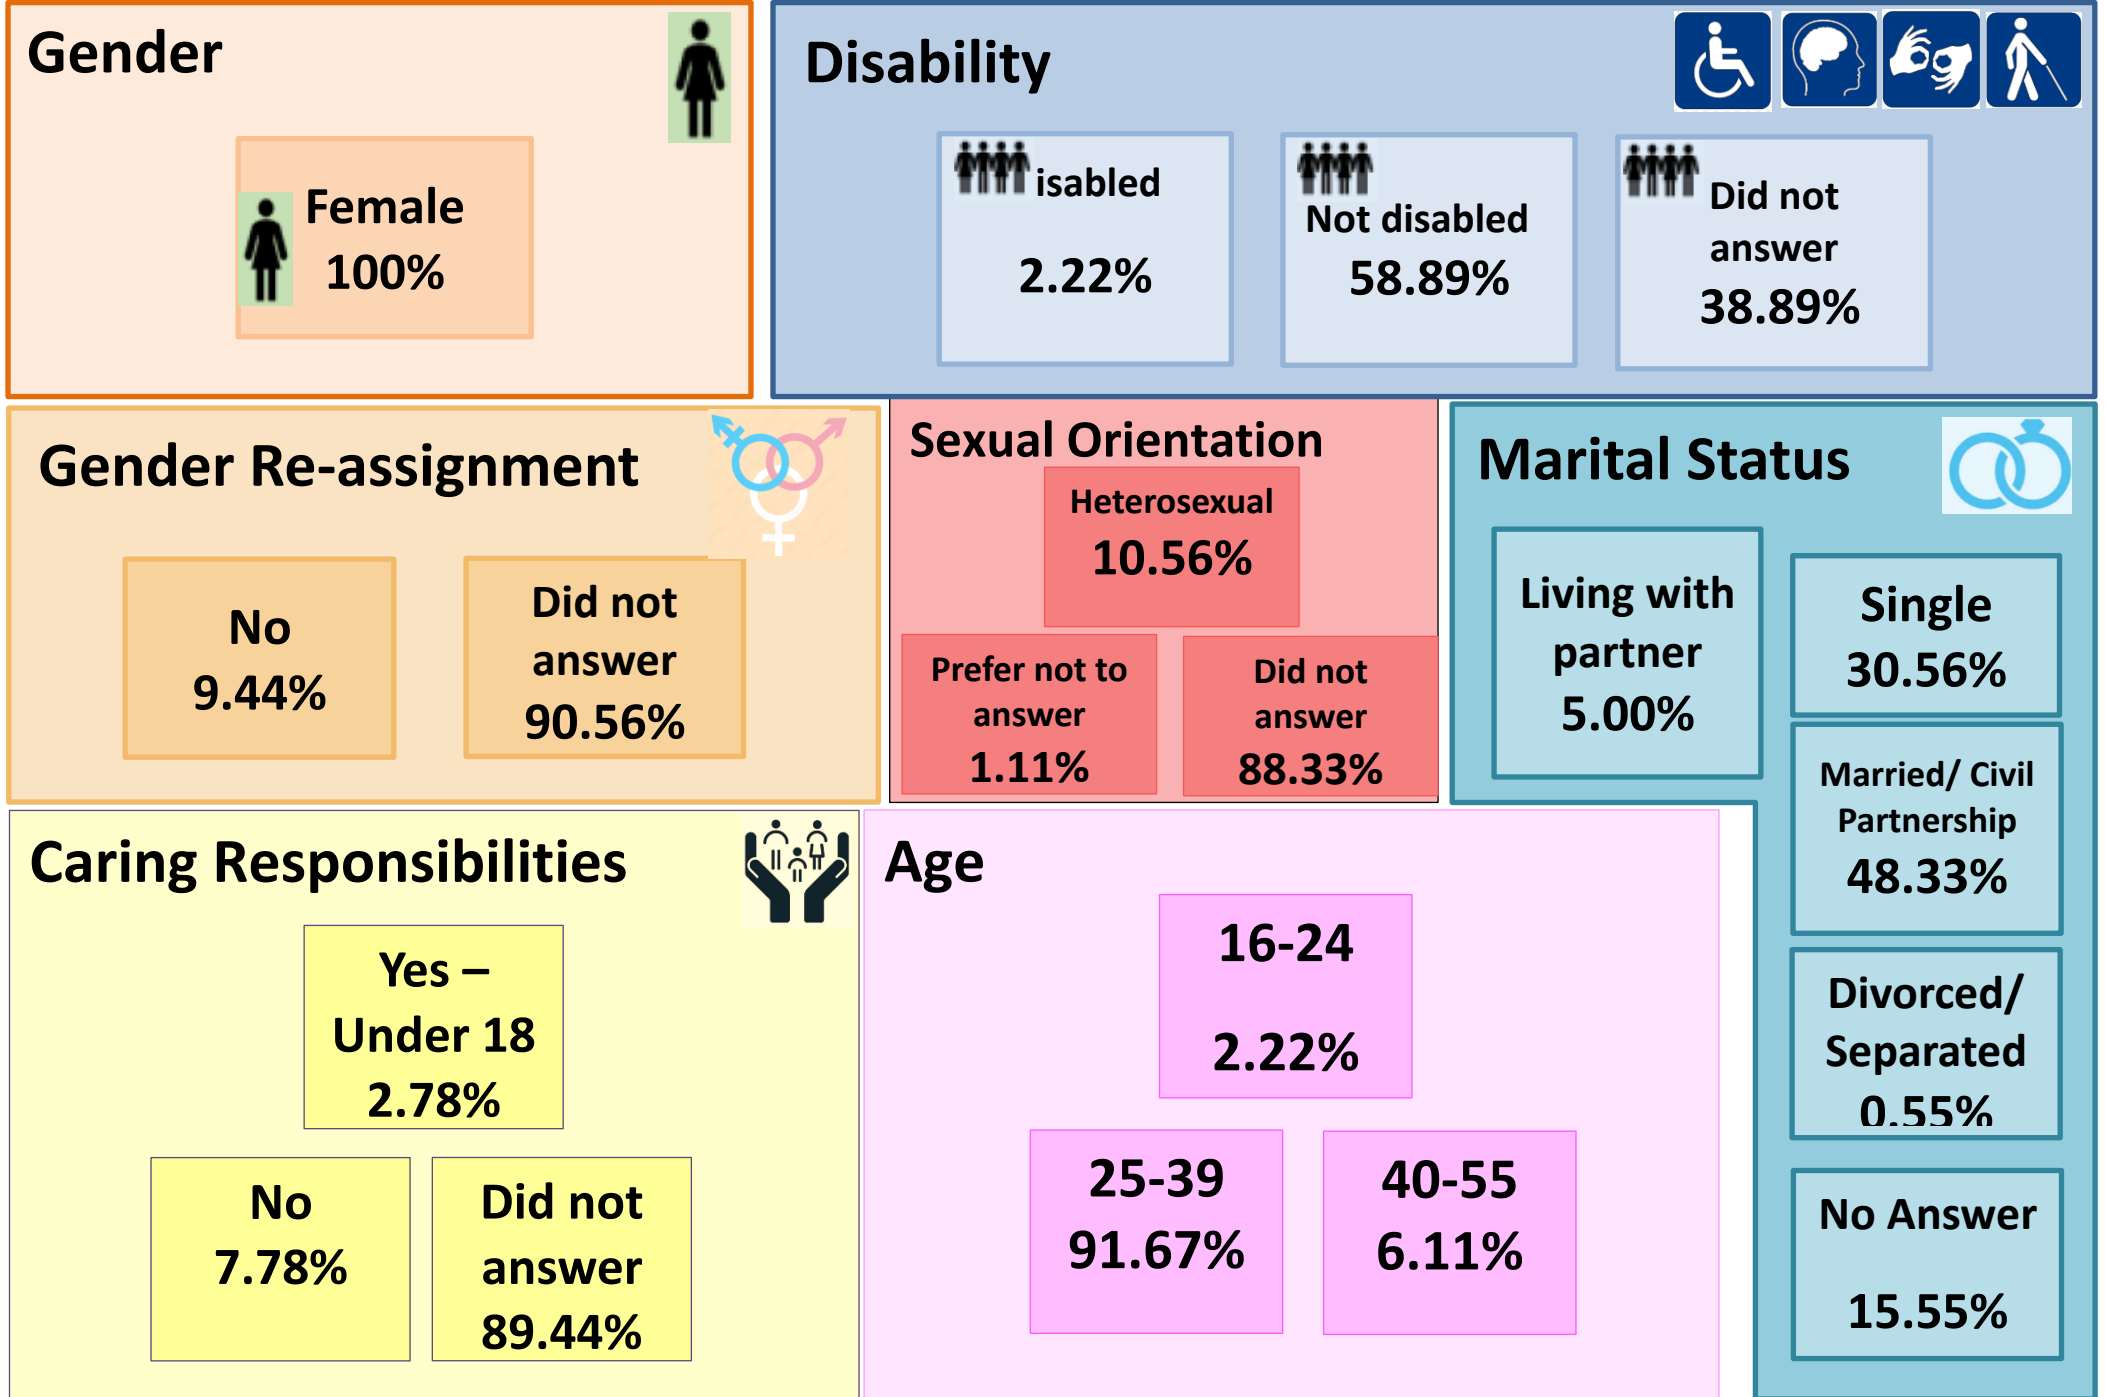 Gender
Female
100%
Disability
isabled
2.22%
Not disabled
58.89%
Did not
answer
38.89%
Gender Re-assignment
No
9.44%
Did not
answer
90.56%
Sexual Orientation
Heterosexual
10.56%
Prefer not to
answer
1.11%
Did not
answer
88.33%
Marital Status
Living with
partner
5.00%
Single
30.56%
Married/ Civil
Partnership
48.33%
Divorced/
Separated
0.55%
No Answer
15.55%
Caring Responsibilities
Yes –
Under 18
2.78%
No
7.78%
Did not
answer
89.44%
Age
16-24
2.22%
25-39
91.67%
40-55
6.11%